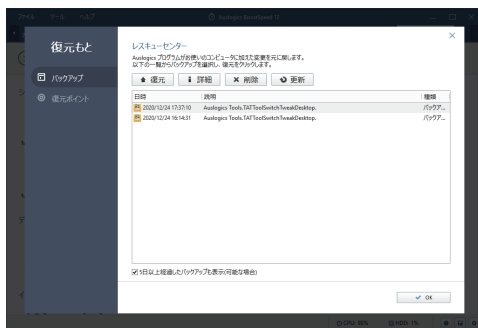 ファイル ツール ヘルプ
Auslogics BoostSpeed 12
復元もと
バックアップ
復元ポイント
レスキューセンター
Auslogics プログラムがお使いのコンピュータに加えた変更を元に戻します。
以下の一覧からバックアップを選択し、復元をクリックします。
復元 詳細 削除 更新
日時 説明 種類
2020/12/24 17:37:10 Auslogics Tools.TATToolSwitchTweakDesktop. バックア...
2020/12/24 16:14:31 Auslogics Tools.TATToolSwitchTweakDesktop. バックア...
5日以上経過したバックアップも表示(可能な場合)
OK